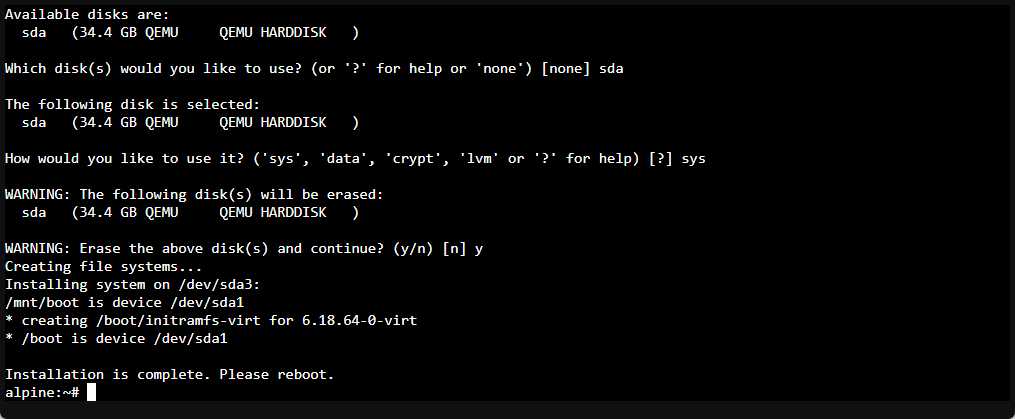 Available disks are:
  sda   (34.4 GB QEMU     QEMU HARDDISK   )
Which disk(s) would you like to use? (or '?' for help or 'none') [none] sda
The following disk is selected:
  sda   (34.4 GB QEMU     QEMU HARDDISK   )
How would you like to use it? ('sys', 'data', 'crypt', 'lvm' or '?' for help) [?] sys
WARNING: The following disk(s) will be erased:
  sda   (34.4 GB QEMU     QEMU HARDDISK   )
WARNING: Erase the above disk(s) and continue? (y/n) [n] y
Creating file systems...
Installing system on /dev/sda3:
/mnt/boot is device /dev/sda1
* creating /boot/initramfs-virt for 6.18.64-0-virt
* /boot is device /dev/sda1
Installation is complete. Please reboot.
alpine:~#